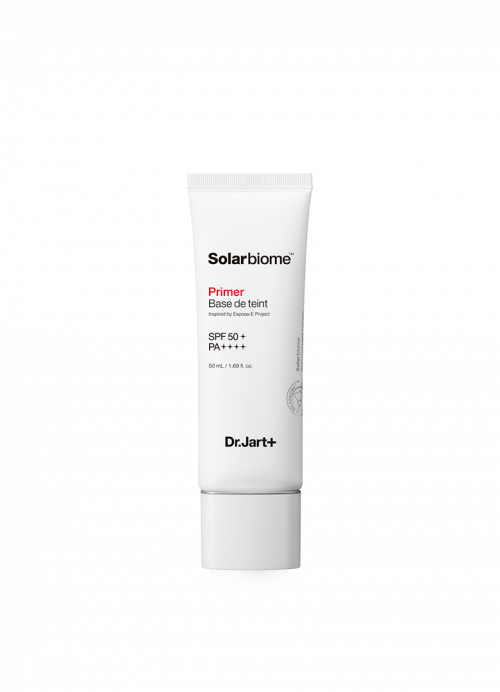 Solarbiome™
Primer
Base de teint
Inspired by Expose-E Project
SPF 50+
PA++++
50 mL / 1.69 fl. oz.
Dr.Jart+
Solarbiome